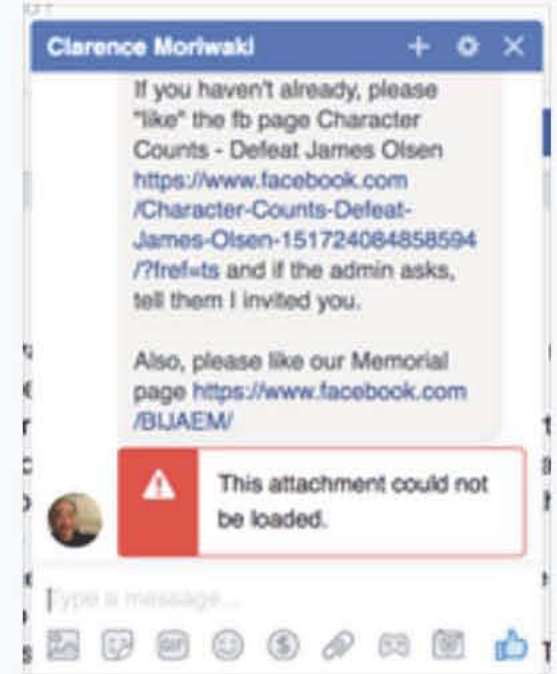 Clarence Moriwaki
If you haven't already, please
"like" the fb page Character
Counts - Defeat James Olsen
https://www.facebook.com
/Character-Counts-Defeat-
James-Olsen-151724084858594
/?fref=ts and if the admin asks,
tell them I invited you.
Also, please like our Memorial
page https://www.facebook.com
/BIJAEM/
This attachment could not
be loaded.
Type a message...
GIF